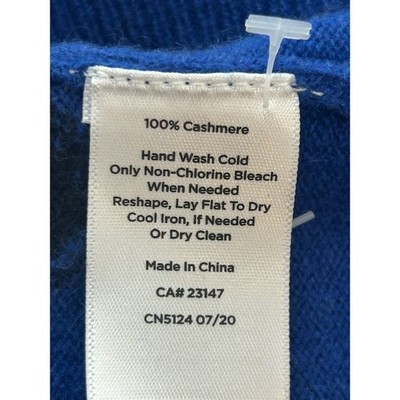 100% Cashmere
Hand Wash Cold
Only Non-Chlorine Bleach
When Needed
Reshape, Lay Flat To Dry
Cool Iron, If Needed
Or Dry Clean
Made In China
CA# 23147
CN5124 07/20